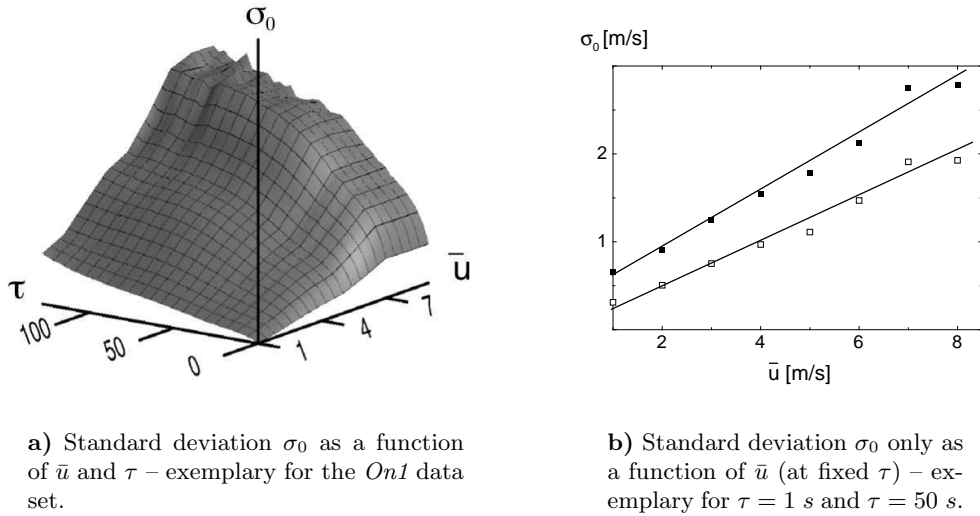 σ₀
ū
τ
100
50
0
1
4
7
σ₀ [m/s]
2
1
2
4
6
8
ū [m/s]
a) Standard deviation σ₀ as a function
of ū and τ – exemplary for the On1 data
set.
b) Standard deviation σ₀ only as
a function of ū (at fixed τ) – ex-
emplary for τ = 1 s and τ = 50 s.